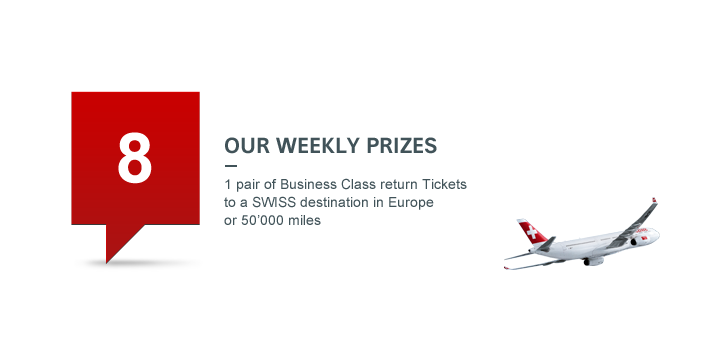 8
OUR WEEKLY PRIZES
1 pair of Business Class return Tickets
to a SWISS destination in Europe
or 50’000 miles